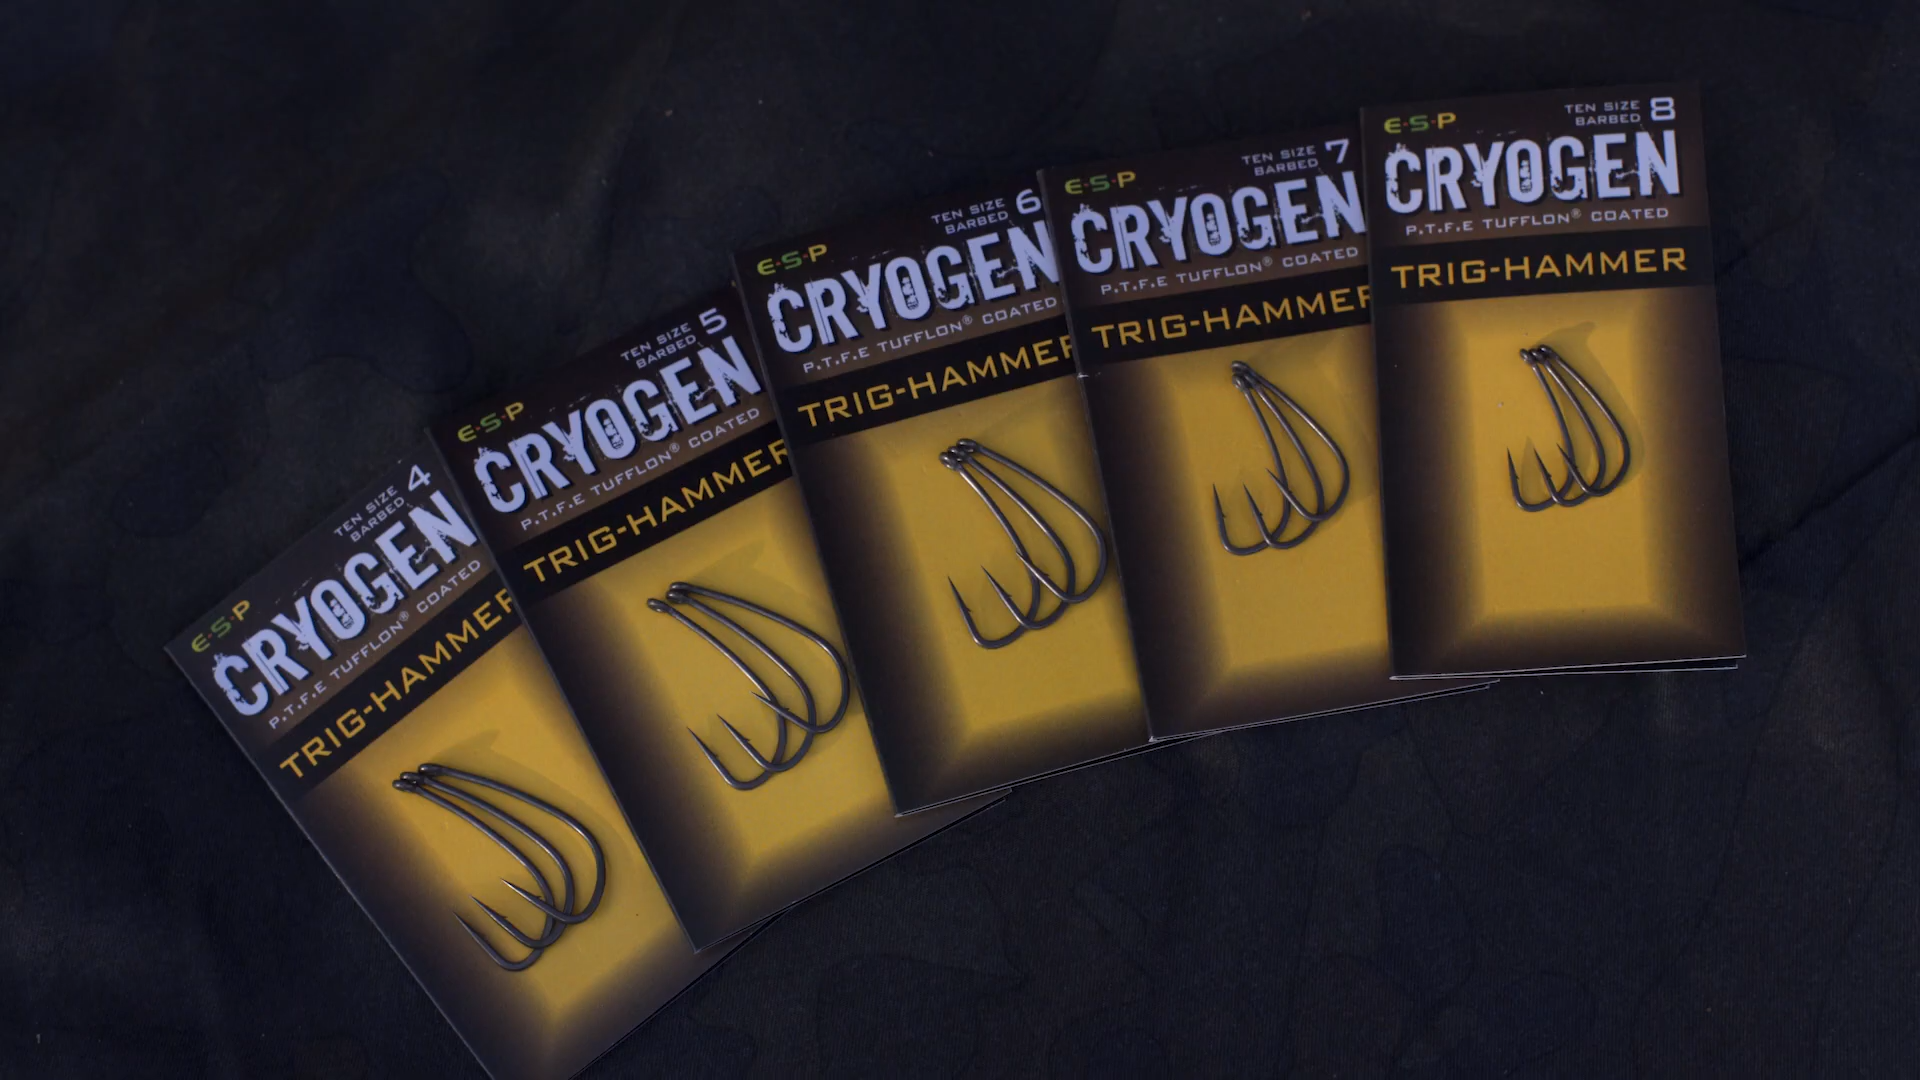 E·S·P
TEN SIZE 4
BARBED
CRYOGEN
P.T.F.E TUFFLON® COATED
TRIG-HAMMER
E·S·P
TEN SIZE 5
BARBED
CRYOGEN
P.T.F.E TUFFLON® COATED
TRIG-HAMMER
E·S·P
TEN SIZE 6
BARBED
CRYOGEN
P.T.F.E TUFFLON® COATED
TRIG-HAMMER
E·S·P
TEN SIZE 7
BARBED
CRYOGEN
P.T.F.E TUFFLON® COATED
TRIG-HAMMER
E·S·P
TEN SIZE 8
BARBED
CRYOGEN
P.T.F.E TUFFLON® COATED
TRIG-HAMMER